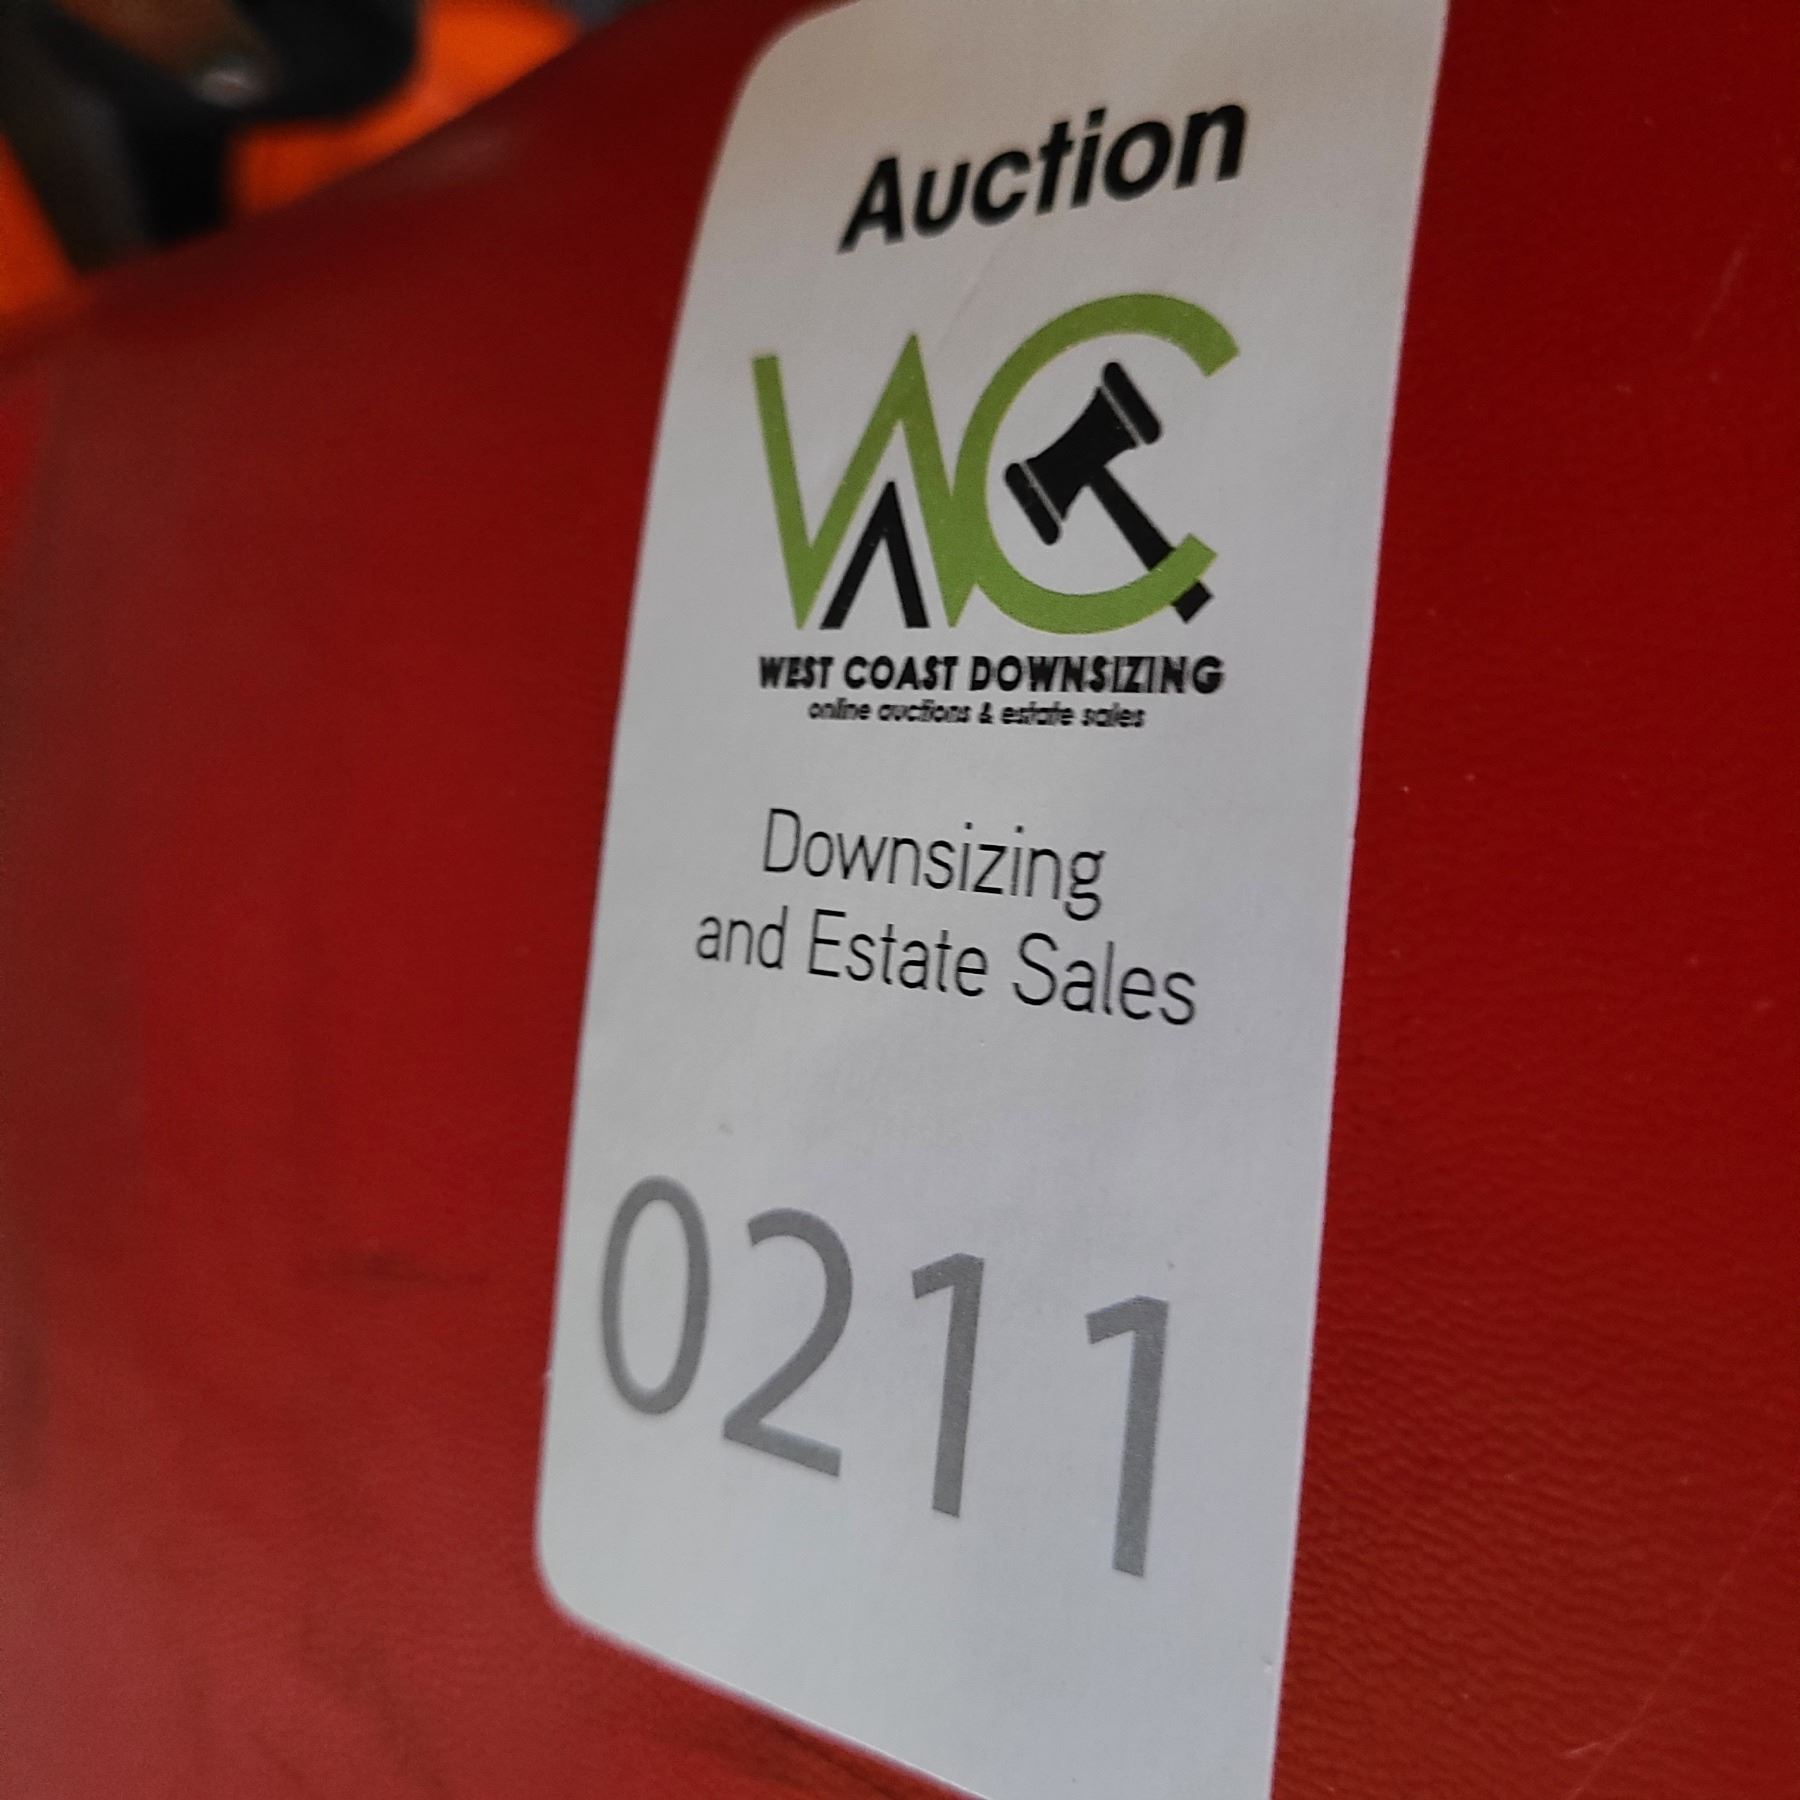 Auction
WC
WEST COAST DOWNSIZING
online auctions & estate sales
Downsizing
and Estate Sales
0211